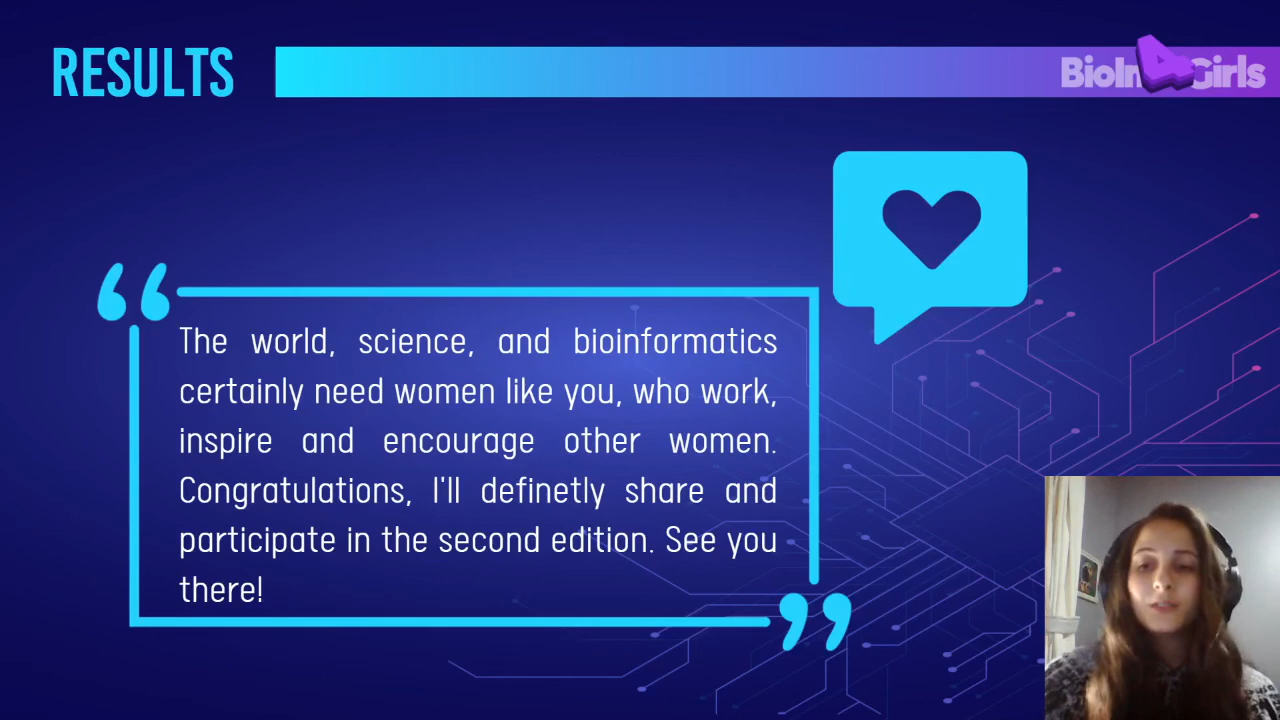 RESULTS
BioIn4Girls
“
The world, science, and bioinformatics
certainly need women like you, who work,
inspire and encourage other women.
Congratulations, I'll definetly share and
participate in the second edition. See you
there!
”